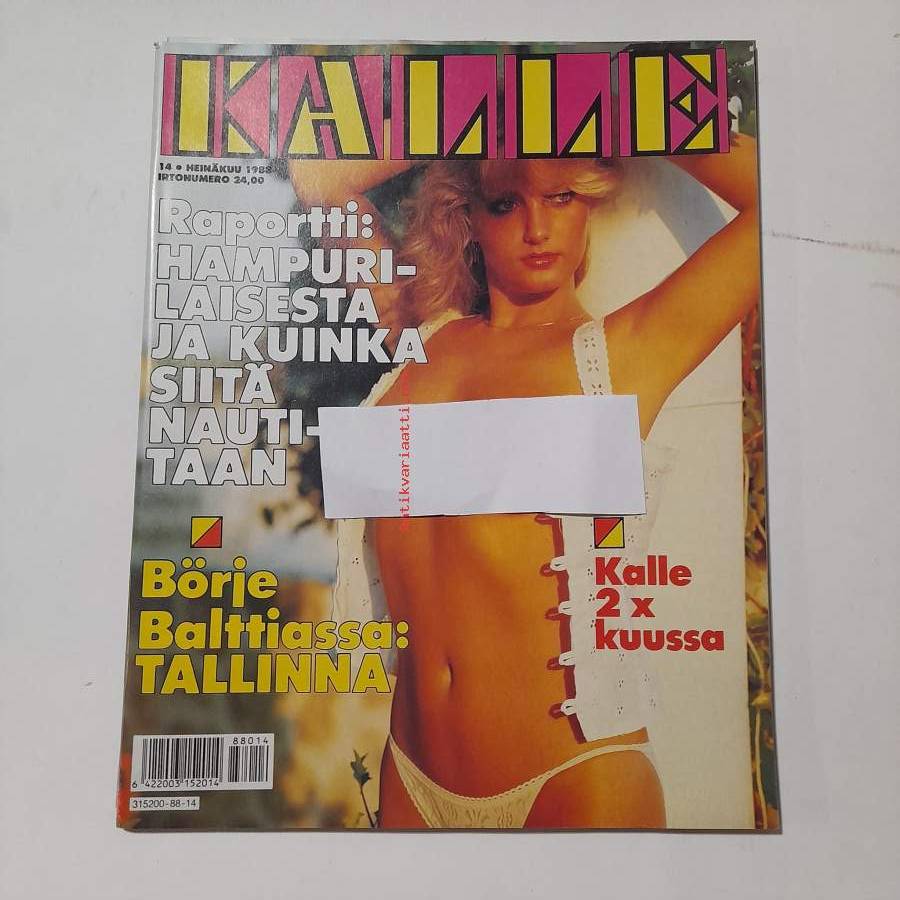 KALLE
14 • HEINÄKUU 1988
IRTONUMERO 24,00
Raportti:
HAMPURI-
LAISESTA
JA KUINKA
SIITÄ
NAUTI-
TAAN
Börje
Balttiassa:
TALLINNA
Kalle
2 x
kuussa
88014
6 422003 152014
315200-88-14